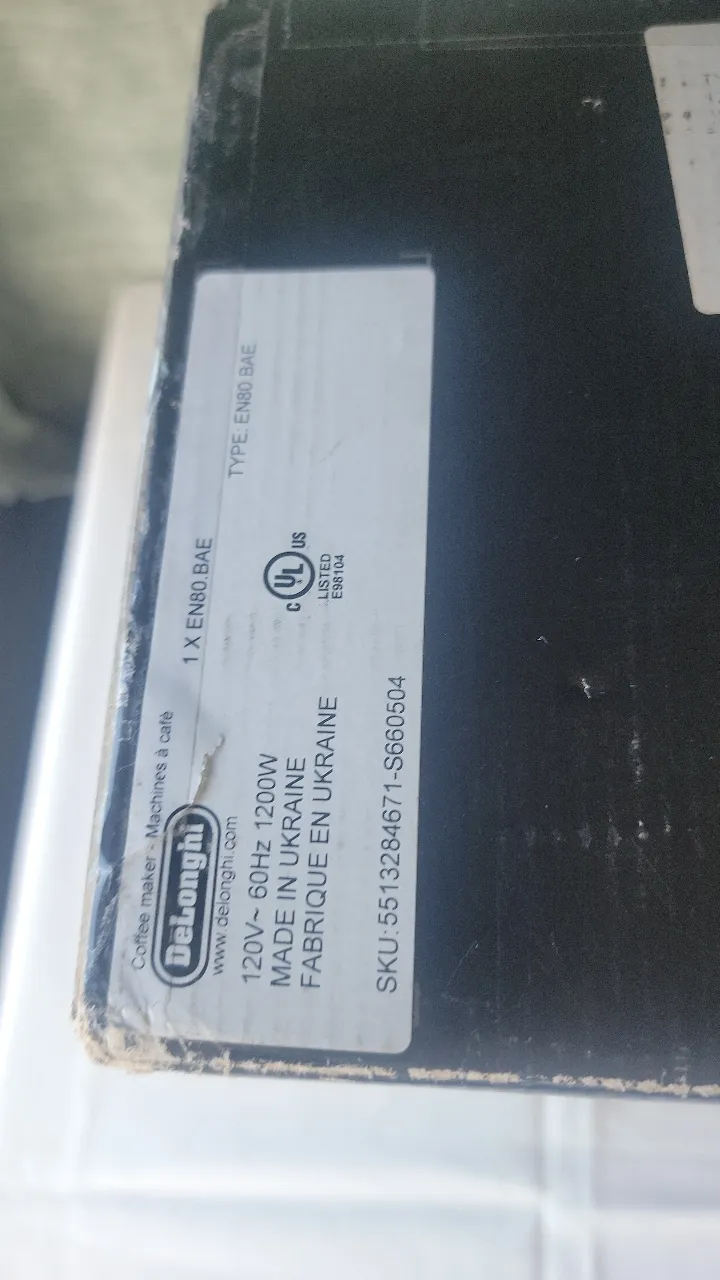 Coffee maker - Machines à café
DeLonghi
www.delonghi.com
1 X EN80.BAE
TYPE: EN80 BAE
120V~ 60Hz 1200W
MADE IN UKRAINE
FABRIQUE EN UKRAINE
C UL US
LISTED
E98104
SKU: 5513284671-S660504